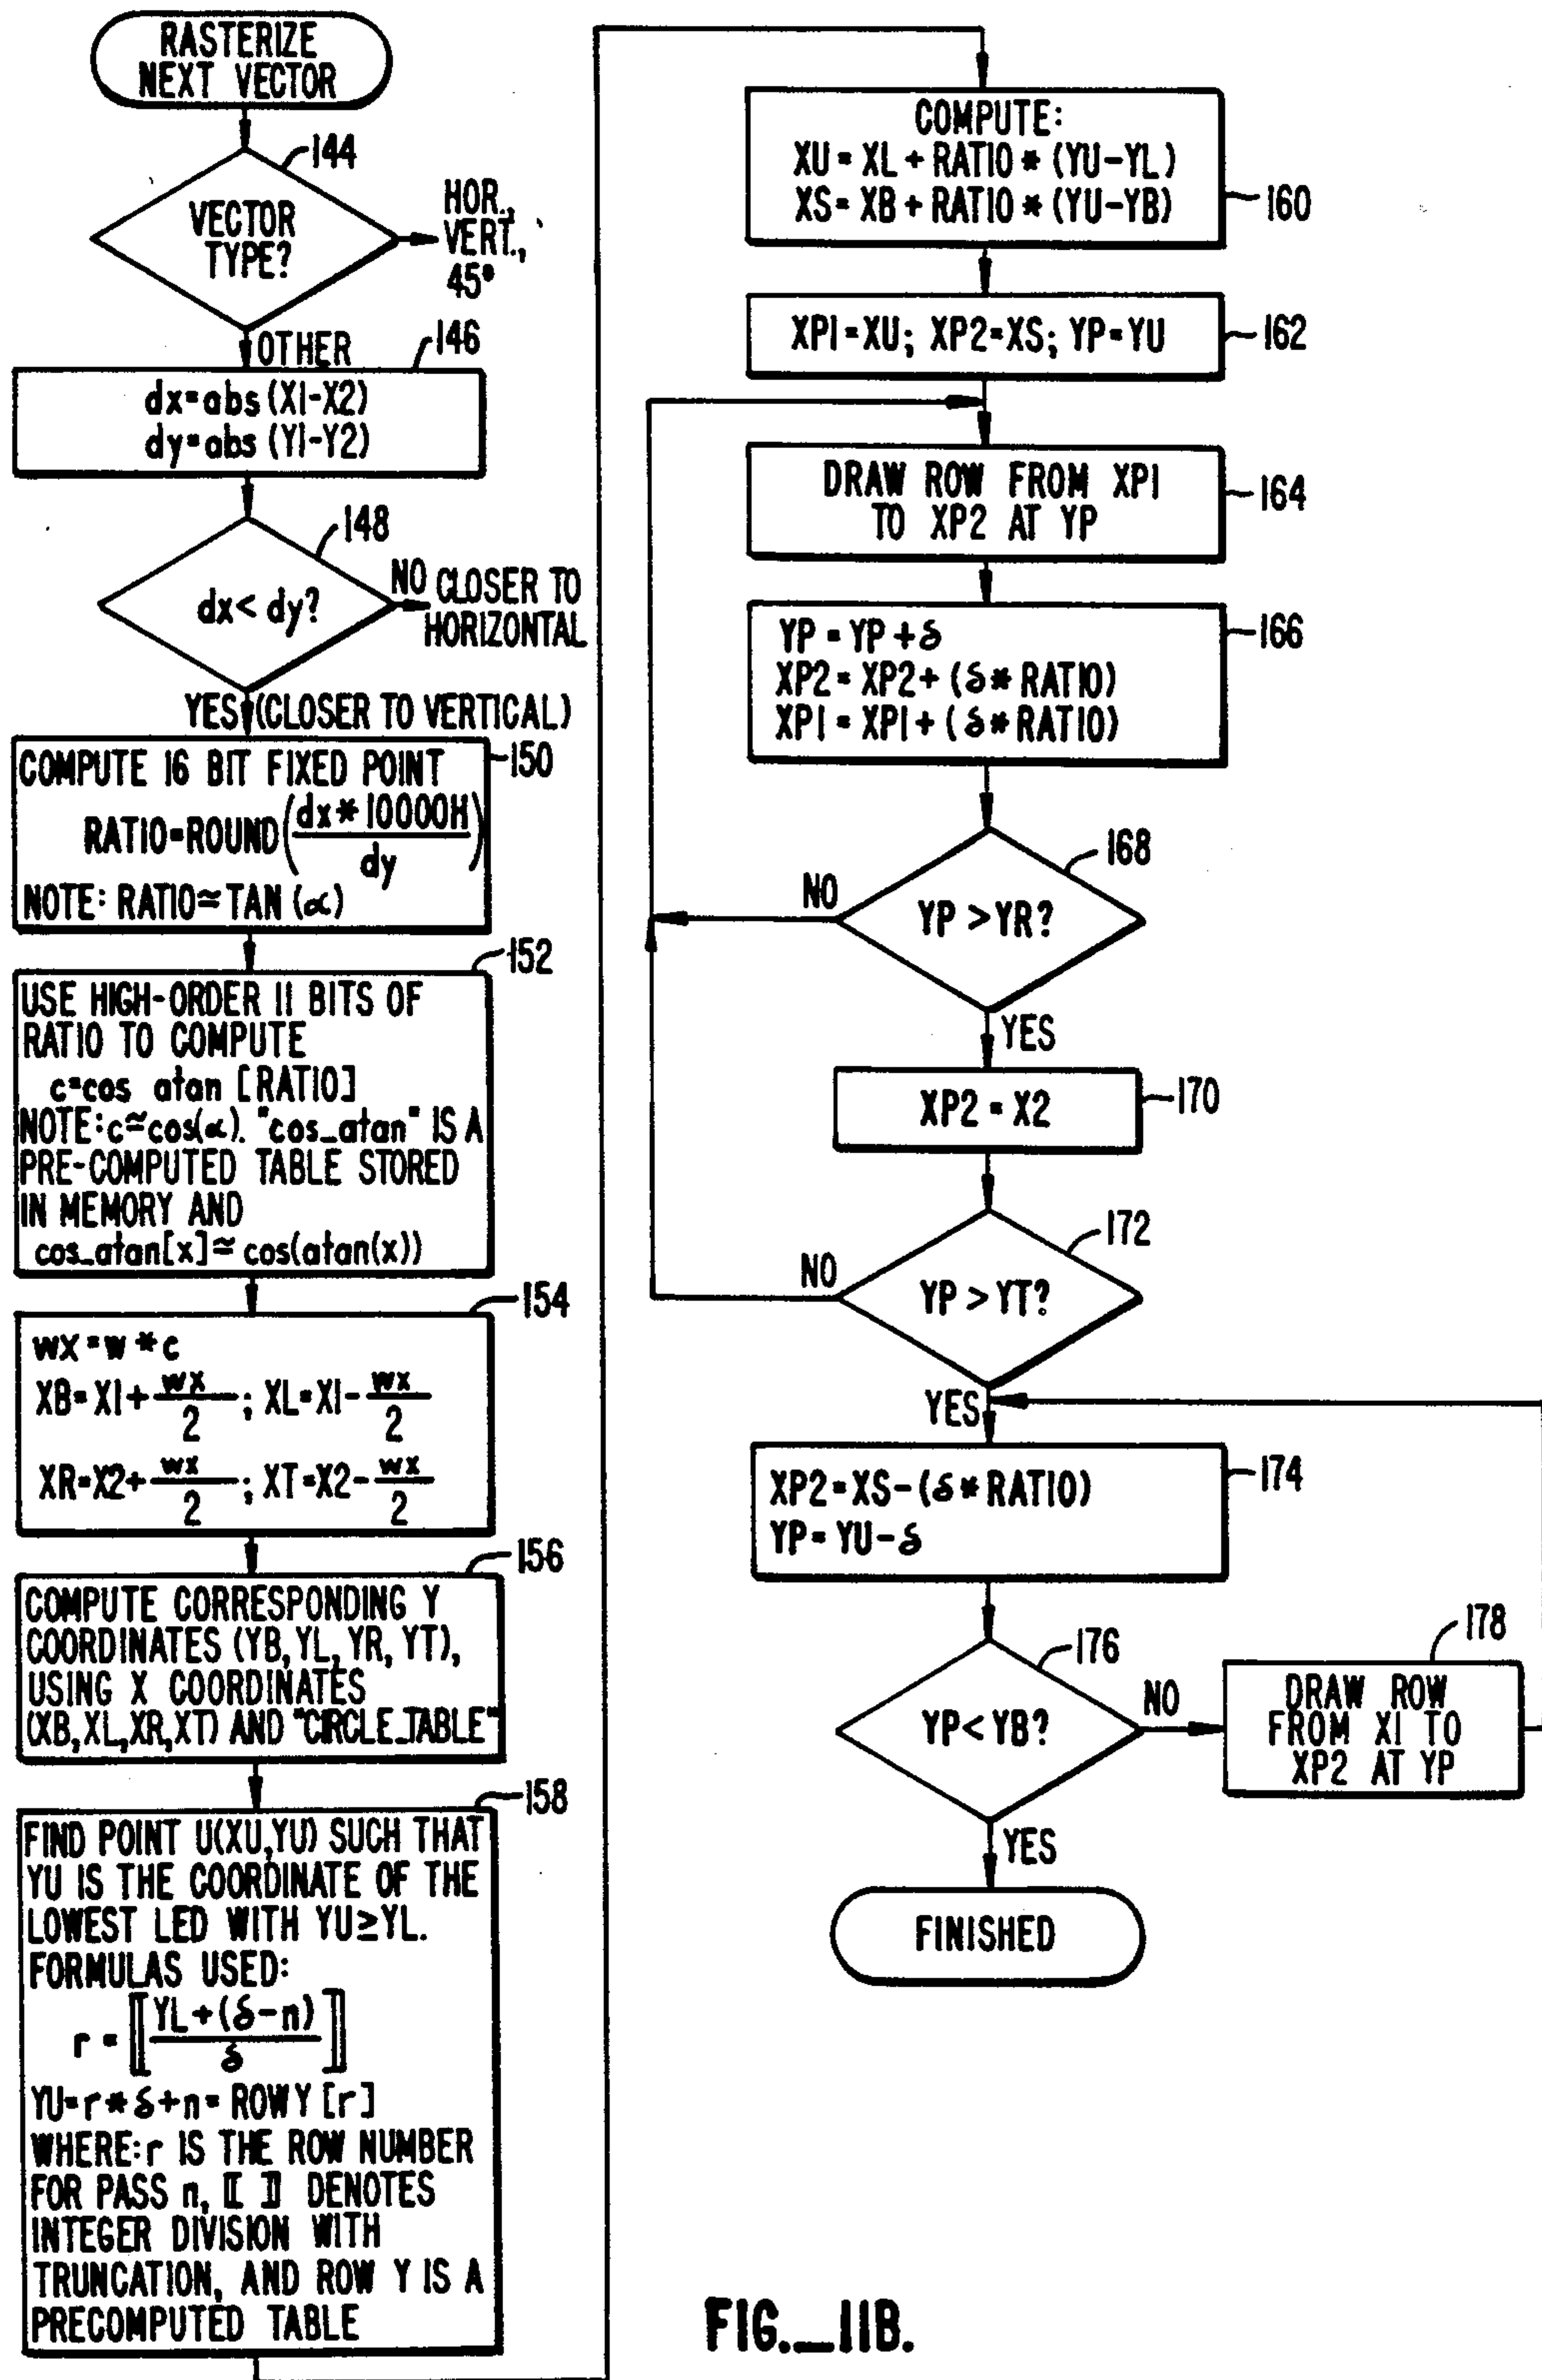 RASTERIZE
NEXT VECTOR
144
VECTOR
TYPE?
HOR.,
VERT.,
45°
OTHER
146
dx=abs (X1-X2)
dy=abs (Y1-Y2)
148
dx< dy?
NO
CLOSER TO
HORIZONTAL
YES (CLOSER TO VERTICAL)
150
COMPUTE 16 BIT FIXED POINT
RATIO=ROUND(dx*10000H
dy)
NOTE: RATIO≃TAN (α)
152
USE HIGH-ORDER 11 BITS OF
RATIO TO COMPUTE
c=cos atan [RATIO]
NOTE:c≃cos(α). "cos_atan" IS A
PRE-COMPUTED TABLE STORED
IN MEMORY AND
cos_atan[x]≃ cos(atan(x))
154
wx=w*c
XB=X1+ wx/2 ; XL=X1- wx/2
XR=X2+ wx/2 ; XT=X2- wx/2
156
COMPUTE CORRESPONDING Y
COORDINATES (YB,YL,YR,YT),
USING X COORDINATES
(XB,XL,XR,XT) AND "CIRCLE_TABLE"
158
FIND POINT U(XU,YU) SUCH THAT
YU IS THE COORDINATE OF THE
LOWEST LED WITH YU≥YL.
FORMULAS USED:
r = ⟦YL+(δ-n)
δ⟧
YU=r*δ+n= ROW Y [r]
WHERE:r IS THE ROW NUMBER
FOR PASS n, ⟦ ⟧ DENOTES
INTEGER DIVISION WITH
TRUNCATION, AND ROW Y IS A
PRECOMPUTED TABLE
COMPUTE:
XU = XL + RATIO * (YU-YL)
XS= XB + RATIO * (YU-YB)
160
XP1=XU; XP2=XS; YP=YU
162
DRAW ROW FROM XP1
TO XP2 AT YP
164
YP = YP + δ
XP2 = XP2+ (δ* RATIO)
XP1 = XP1+ (δ*RATIO)
166
168
YP > YR?
NO
YES
XP2 = X2
170
172
YP > YT?
NO
YES
XP2=XS-(δ*RATIO)
YP= YU-δ
174
176
YP< YB?
NO
178
DRAW ROW
FROM X1 TO
XP2 AT YP
YES
FINISHED
FIG._11B.